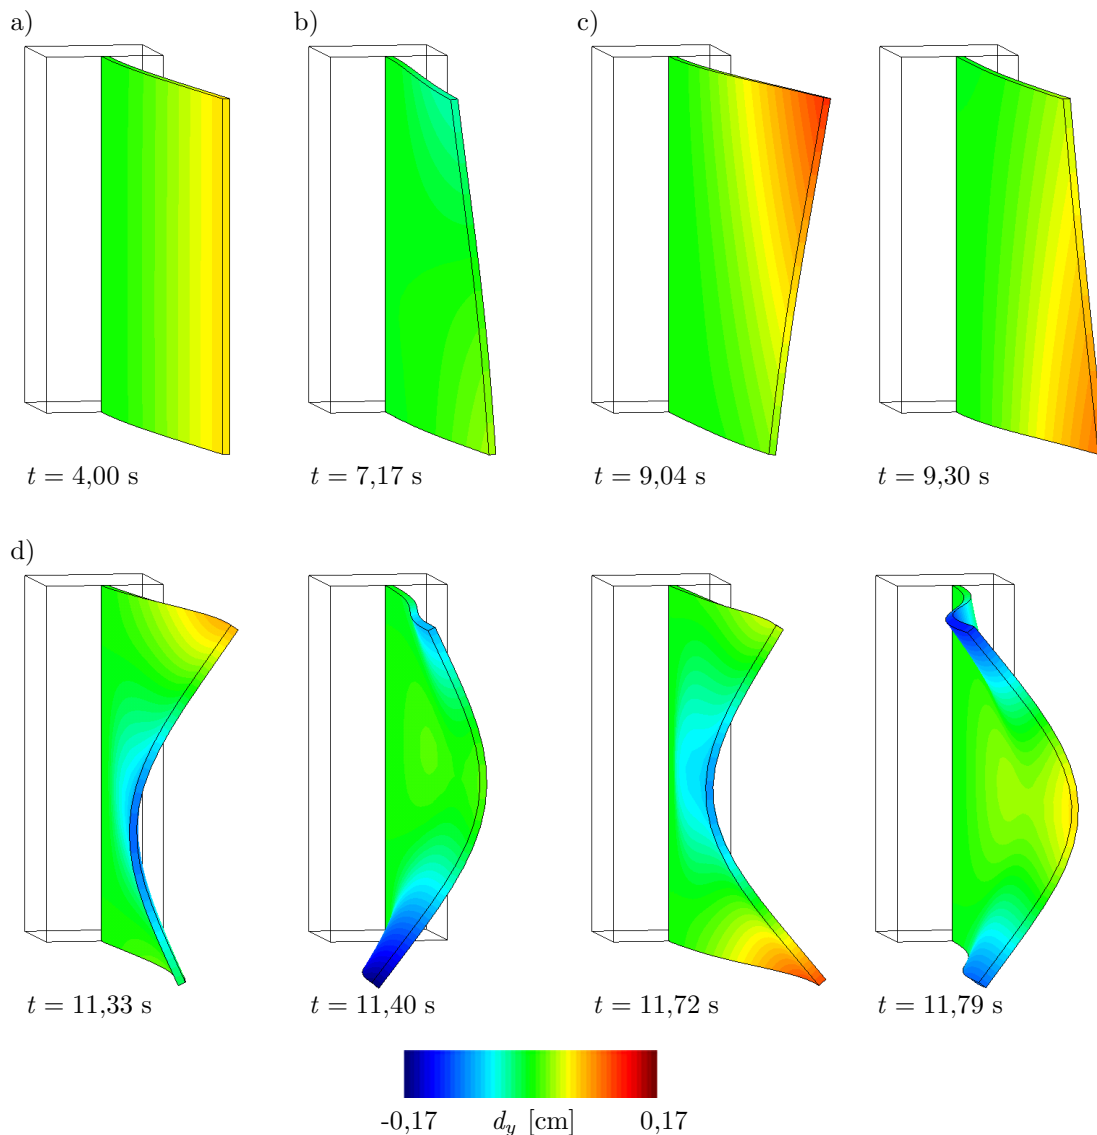 a) b) c)
t = 4,00 s t = 7,17 s t = 9,04 s t = 9,30 s
d)
t = 11,33 s t = 11,40 s t = 11,72 s t = 11,79 s
-0,17 d_y [cm] 0,17